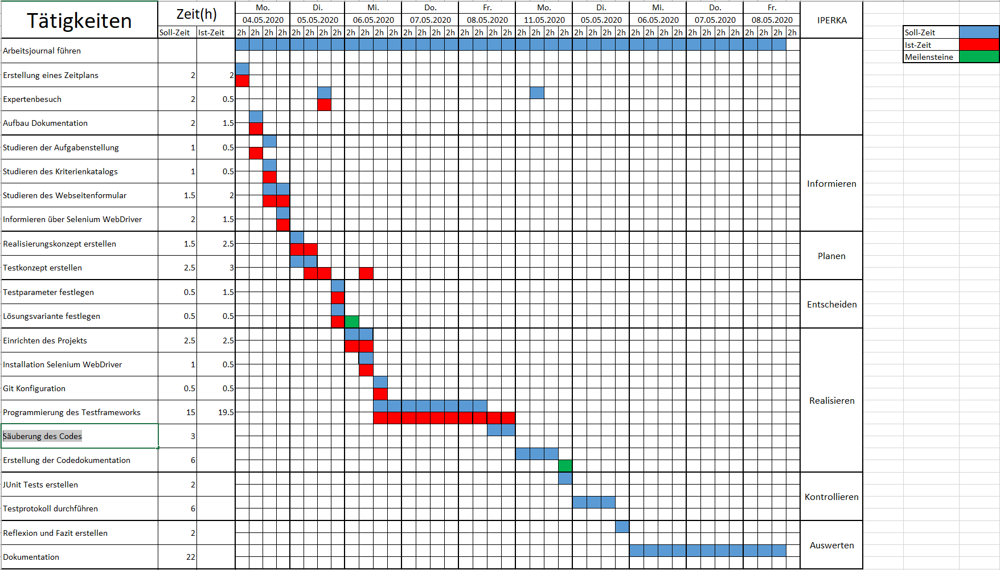 Tätigkeiten Zeit(h) Mo. Di. Mi. Do. Fr. Mo. Di. Mi. Do. Fr. IPERKA
04.05.2020 05.05.2020 06.05.2020 07.05.2020 08.05.2020 11.05.2020 05.05.2020 06.05.2020 07.05.2020 08.05.2020
Soll-Zeit Ist-Zeit 2h 2h 2h 2h 2h 2h 2h 2h 2h 2h 2h 2h 2h 2h 2h 2h 2h 2h 2h 2h 2h 2h 2h 2h 2h 2h 2h 2h 2h 2h 2h 2h 2h 2h 2h 2h 2h 2h 2h 2h
Soll-Zeit
Ist-Zeit
Meilensteine
Arbeitsjournal führen
Erstellung eines Zeitplans 2 2
Expertenbesuch 2 0.5
Aufbau Dokumentation 2 1.5
Studieren der Aufgabenstellung 1 0.5
Studieren des Kriterienkatalogs 1 0.5
Informieren
Studieren des Webseitenformular 1.5 2
Informieren über Selenium WebDriver 2 1.5
Realisierungskonzept erstellen 1.5 2.5
Planen
Testkonzept erstellen 2.5 3
Testparameter festlegen 0.5 1.5
Entscheiden
Lösungsvariante festlegen 0.5 0.5
Einrichten des Projekts 2.5 2.5
Installation Selenium WebDriver 1 0.5
Git Konfiguration 0.5 0.5
Realisieren
Programmierung des Testframeworks 15 19.5
Säuberung des Codes 3
Erstellung der Codedokumentation 6
JUnit Tests erstellen 2
Kontrollieren
Testprotokoll durchführen 6
Reflexion und Fazit erstellen 2
Auswerten
Dokumentation 22